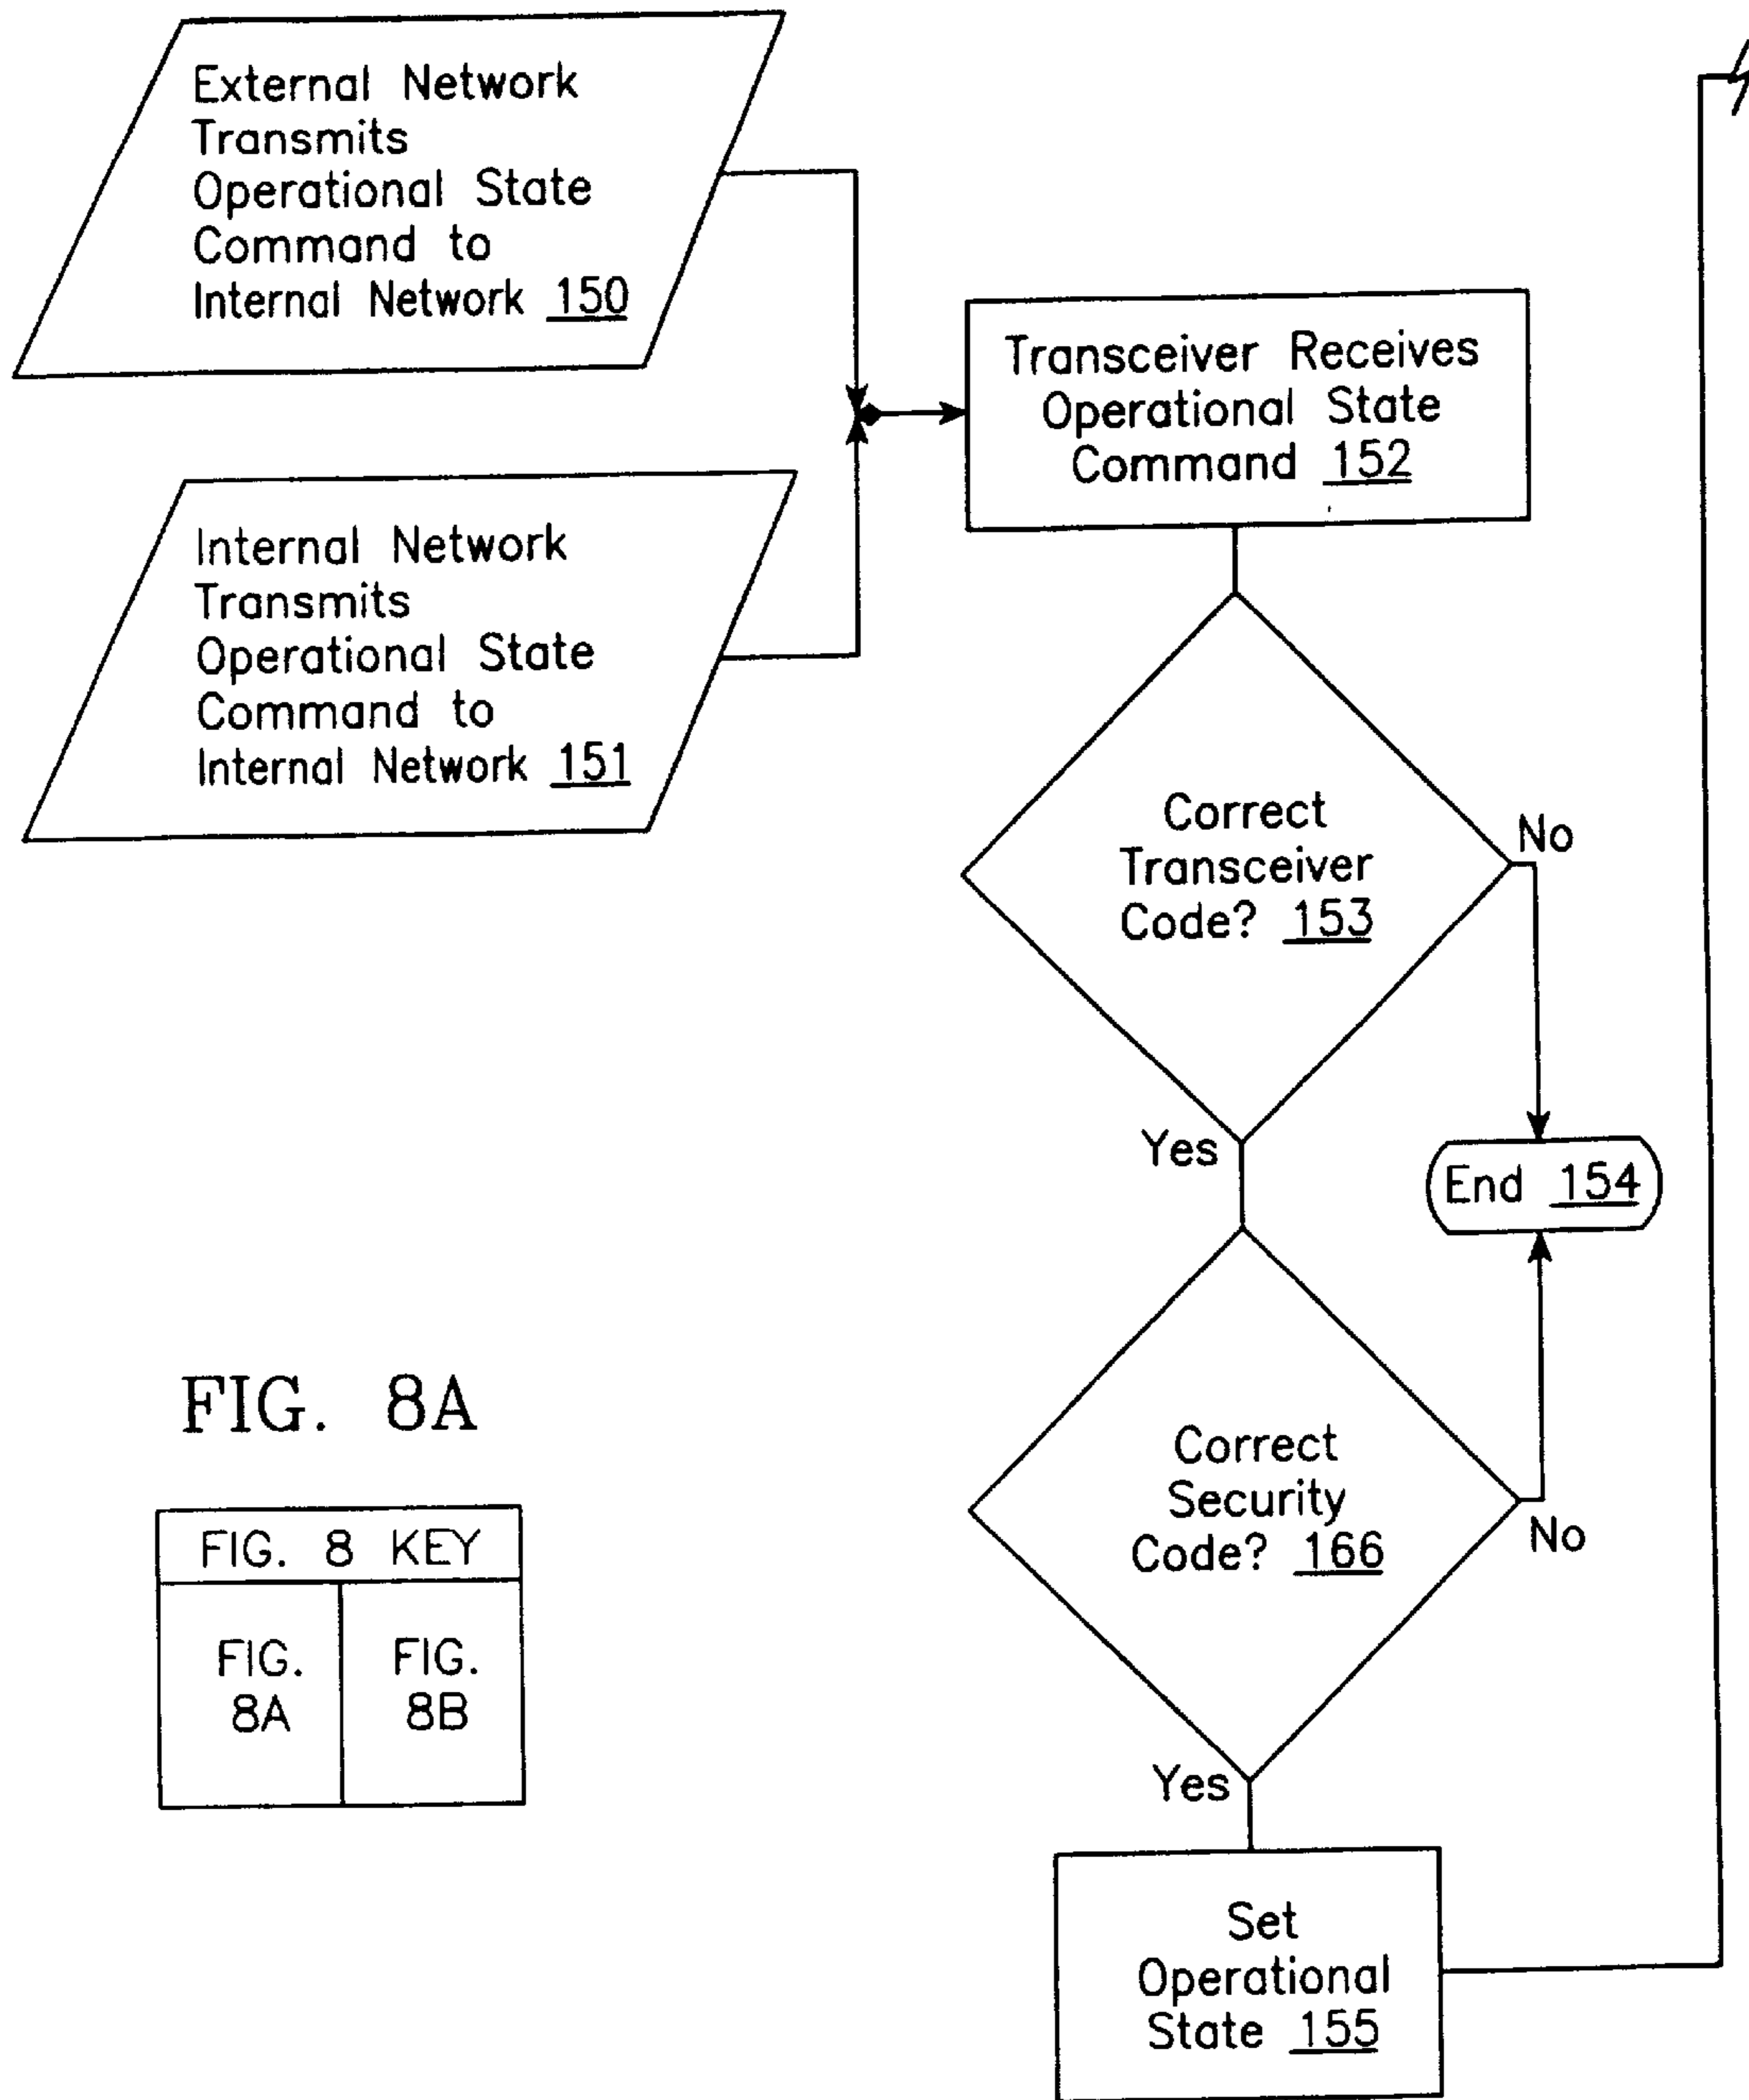 External Network
Transmits
Operational State
Command to
Internal Network 150
Internal Network
Transmits
Operational State
Command to
Internal Network 151
Transceiver Receives
Operational State
Command 152
Correct
Transceiver
Code? 153
No
Yes
End 154
Correct
Security
Code? 166
No
Yes
Set
Operational
State 155
FIG. 8A
FIG. 8 KEY
FIG.
8A
FIG.
8B